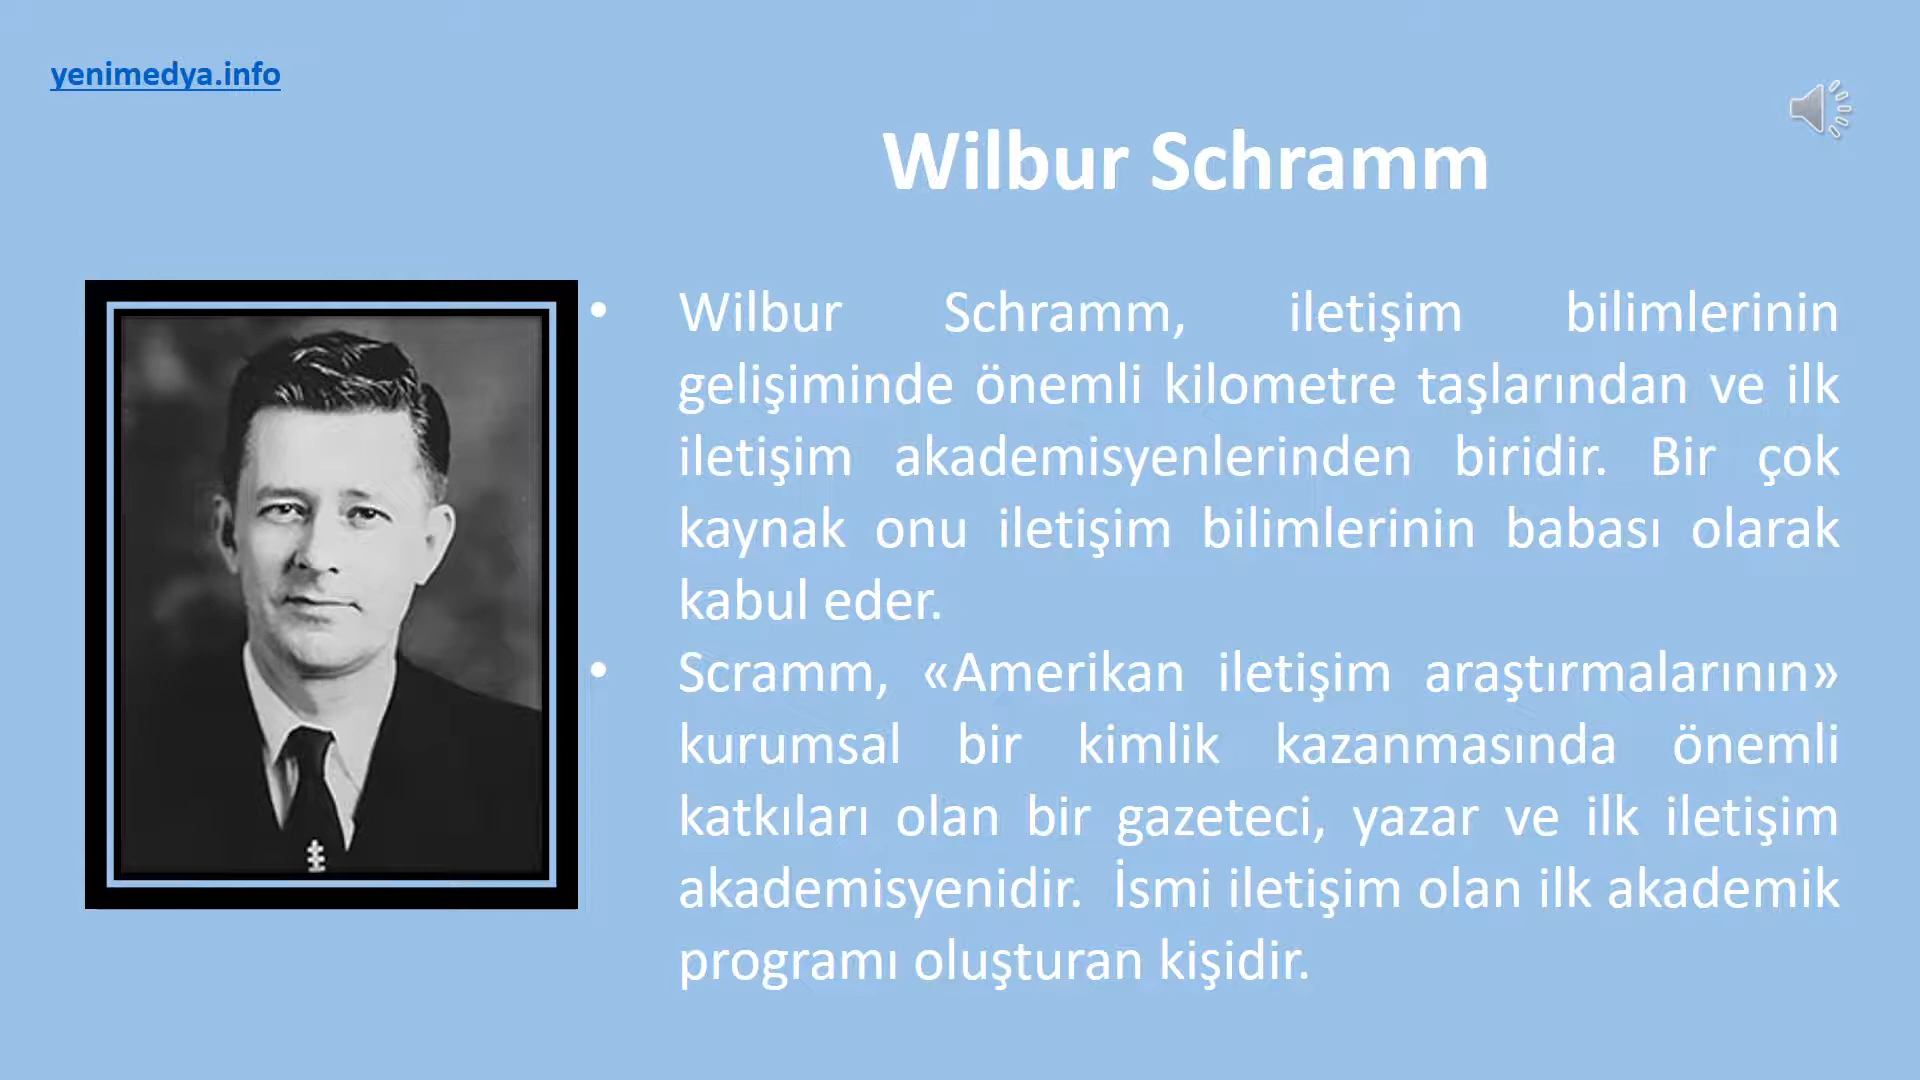 yenimedya.info
Wilbur Schramm
• Wilbur Schramm, iletişim bilimlerinin
gelişiminde önemli kilometre taşlarından ve ilk
iletişim akademisyenlerinden biridir. Bir çok
kaynak onu iletişim bilimlerinin babası olarak
kabul eder.
• Scramm, «Amerikan iletişim araştırmalarının»
kurumsal bir kimlik kazanmasında önemli
katkıları olan bir gazeteci, yazar ve ilk iletişim
akademisyenidir. İsmi iletişim olan ilk akademik
programı oluşturan kişidir.